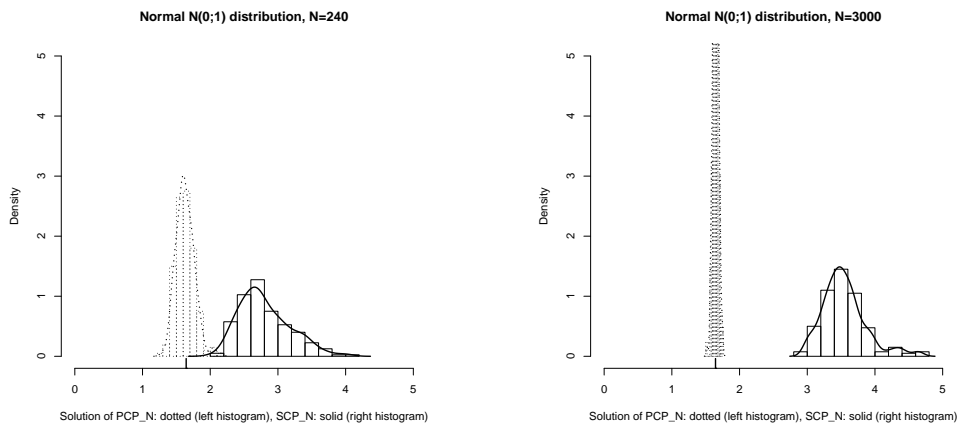 Normal N(0;1) distribution, N=240
Density
0 1 2 3 4 5
0 1 2 3 4 5
Solution of PCP_N: dotted (left histogram), SCP_N: solid (right histogram)
Normal N(0;1) distribution, N=3000
Density
0 1 2 3 4 5
0 1 2 3 4 5
Solution of PCP_N: dotted (left histogram), SCP_N: solid (right histogram)